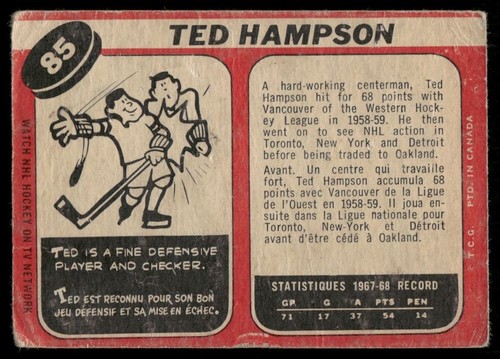 85
TED HAMPSON
WATCH NHL HOCKEY ON TV NETWORK
TED IS A FINE DEFENSIVE
PLAYER AND CHECKER.
TED EST RECONNU POUR SON BON
JEU DÉFENSIF ET SA MISE EN ÉCHEC.
A hard-working centerman, Ted
Hampson hit for 68 points with
Vancouver of the Western Hock-
ey League in 1958-59. He then
went on to see NHL action in
Toronto, New York and Detroit
before being traded to Oakland.
Avant. Un centre qui travaille
fort, Ted Hampson accumula 68
points avec Vancouver de la Ligue
de l'Ouest en 1958-59. Il joua en-
suite dans la Ligue nationale pour
Toronto, New York et Détroit
avant d'être cédé à Oakland.
STATISTIQUES 1967-68 RECORD
GP G A PTS PEN
71 17 37 54 14
T.C.G. PTD. IN CANADA